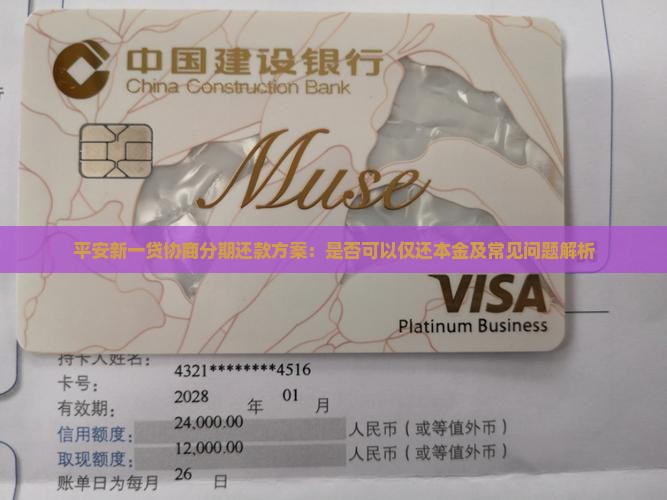 中国建设银行
China Construction Bank
Muse
平安新一贷协商分期还款方案：是否可以仅还本金及常见问题解析
VISA
Platinum Business
持卡人姓名：
卡号： 4321********4516
有效期： 2028 年 01 月
信用额度： 24,000.00 人民币（或等值外币）
取现额度： 12,000.00 人民币（或等值外币）
账单日为每月 26 日